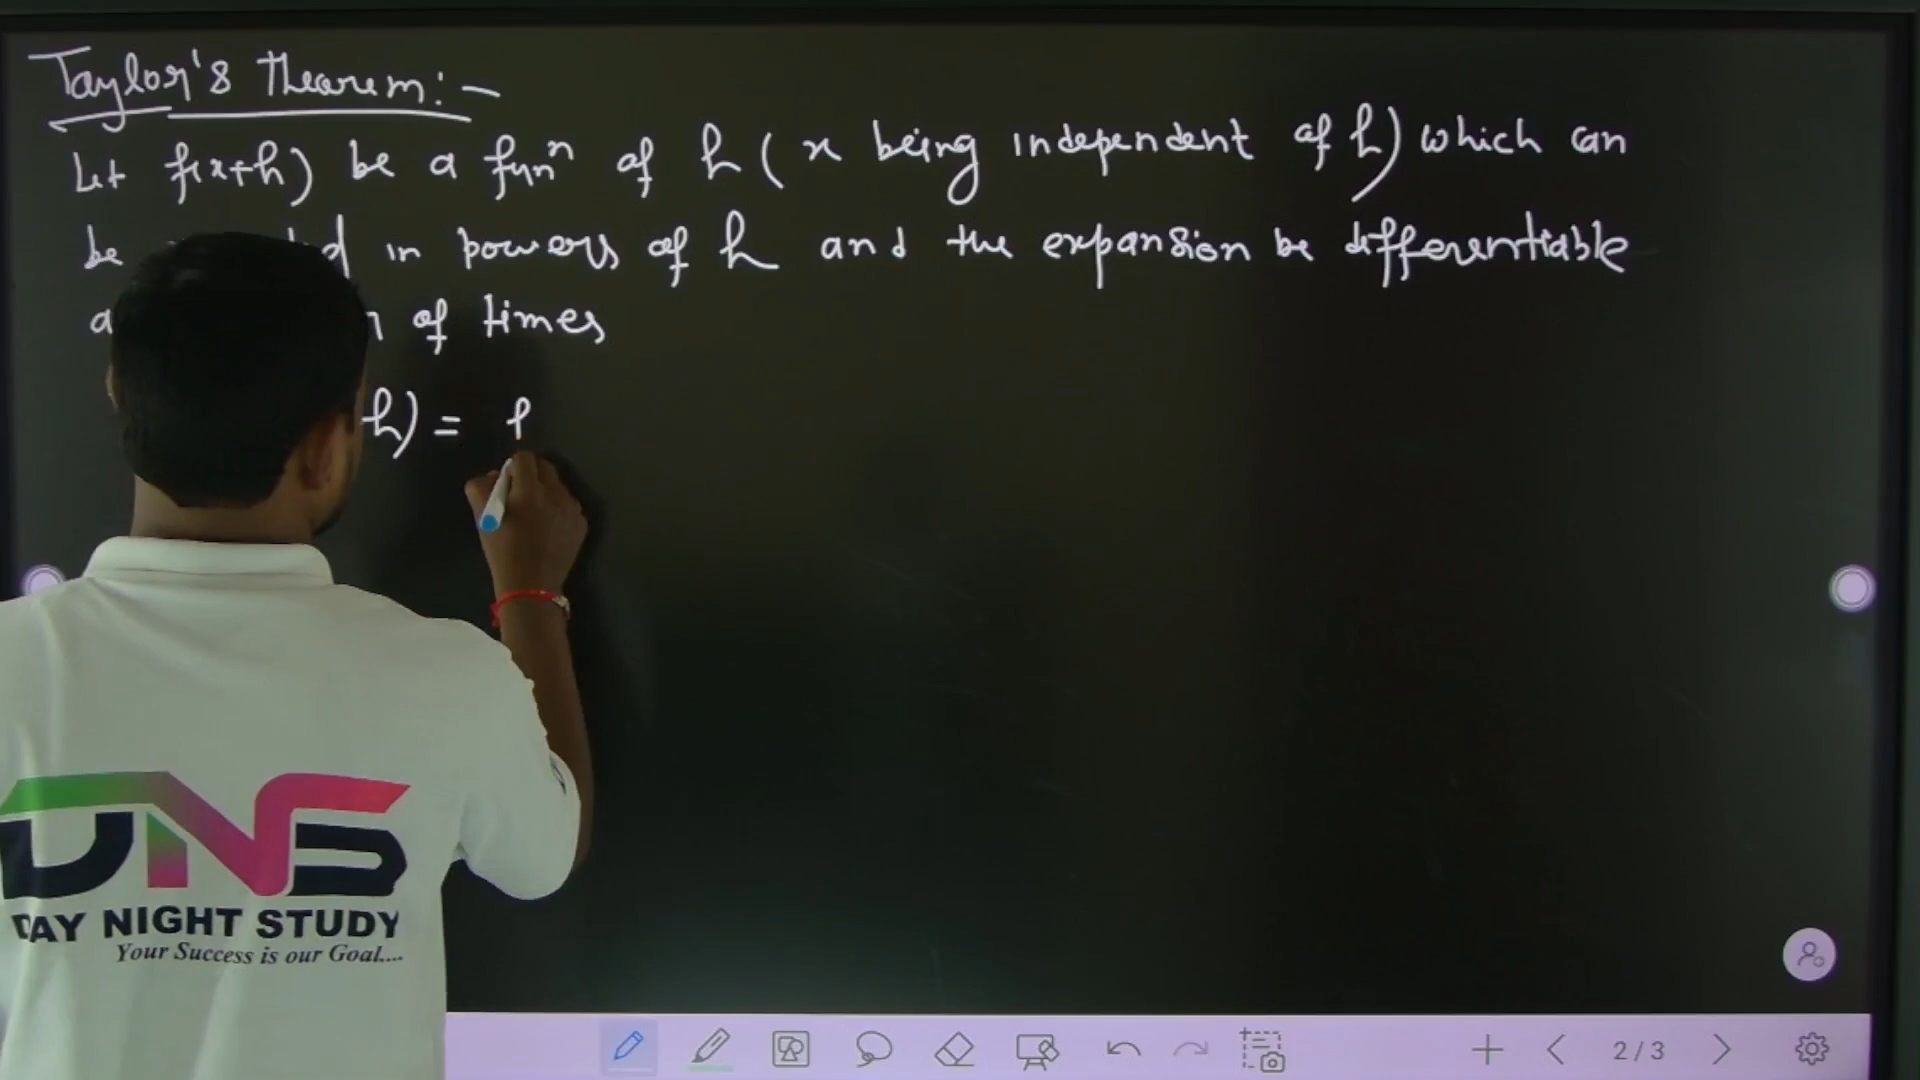 Taylor's Theorem:-
Let f(x+h) be a funⁿ of h ( x being independent of h) which can
be in powers of h and the expansion be differentiable
of times
h) = f
DNS
DAY NIGHT STUDY
Your Success is our Goal....
2/3